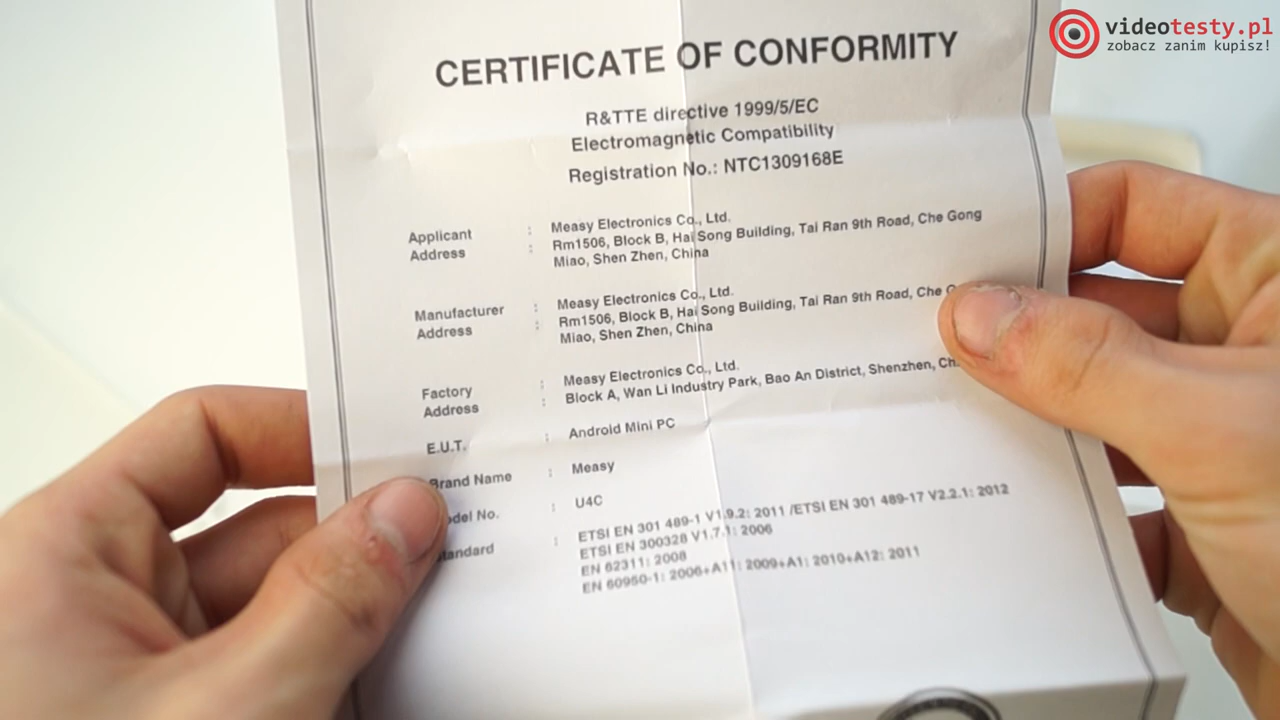 videotesty.pl
zobacz zanim kupisz!
CERTIFICATE OF CONFORMITY
R&TTE directive 1999/5/EC
Electromagnetic Compatibility
Registration No.: NTC1309168E
Applicant : Measy Electronics Co., Ltd.
Address : Rm1506, Block B, Hai Song Building, Tai Ran 9th Road, Che Gong
Miao, Shen Zhen, China
Manufacturer : Measy Electronics Co., Ltd.
Address : Rm1506, Block B, Hai Song Building, Tai Ran 9th Road, Che
Miao, Shen Zhen, China
Factory : Measy Electronics Co., Ltd.
Address : Block A, Wan Li Industry Park, Bao An District, Shenzhen,
E.U.T. : Android Mini PC
Brand Name : Measy
No. : U4C
Standard : ETSI EN 301 489-1 V1.9.2: 2011 /ETSI EN 301 489-17 V2.2.1: 2012
ETSI EN 300328 V1.7.1: 2006
EN 62311: 2008
EN 60950-1: 2006+A11: 2009+A1: 2010+A12: 2011